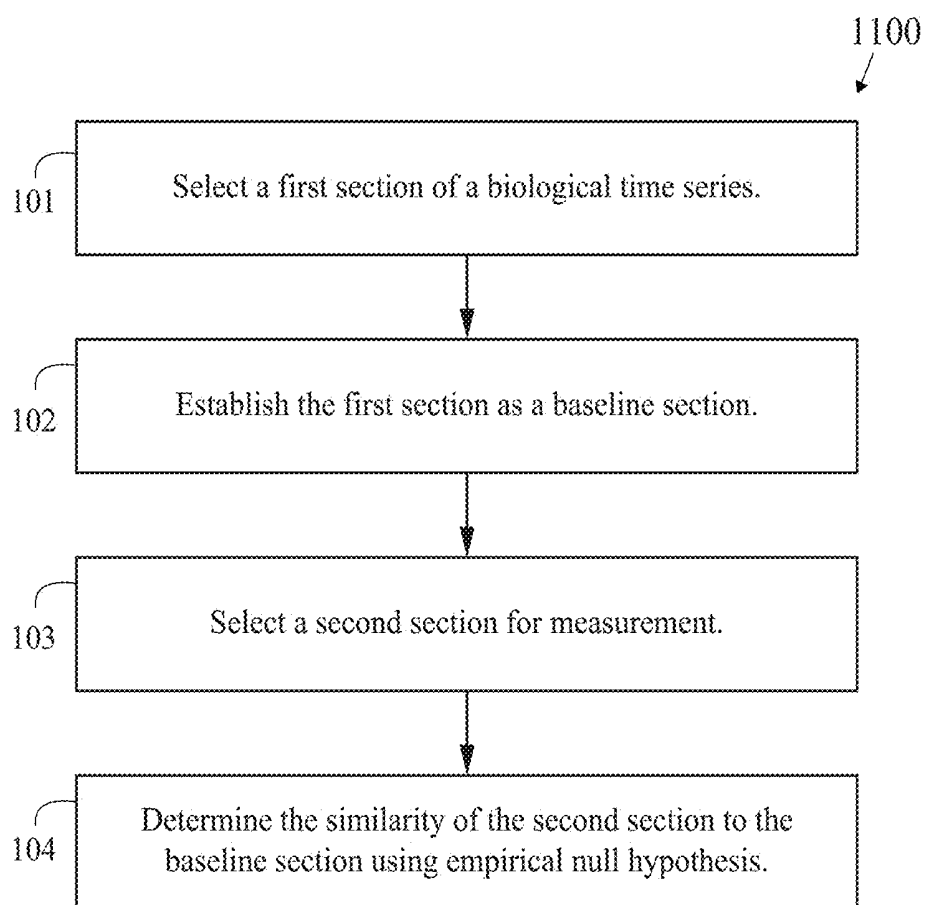 1100
101
Select a first section of a biological time series.
102
Establish the first section as a baseline section.
103
Select a second section for measurement.
104
Determine the similarity of the second section to the
baseline section using empirical null hypothesis.